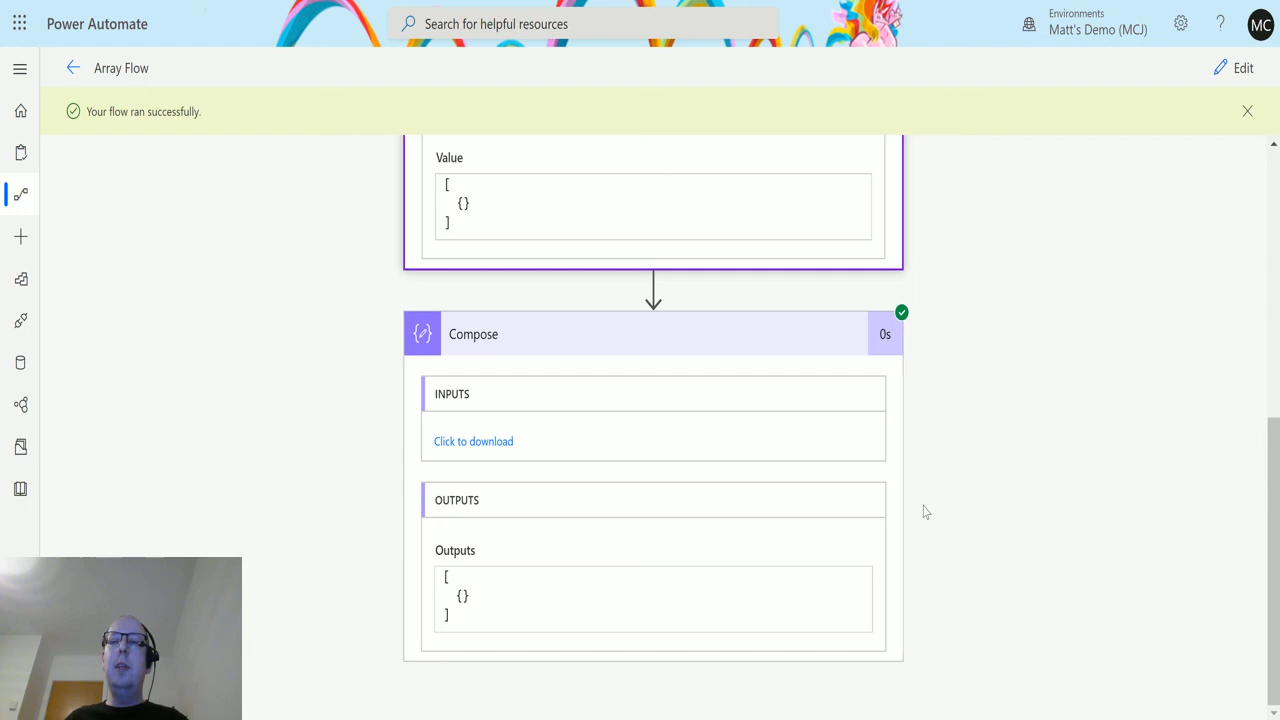 Power Automate
Search for helpful resources
Environments
Matt's Demo (MCJ)
?
MC
Array Flow
Edit
Your flow ran successfully.
Value
[
{}
]
Compose
0s
INPUTS
Click to download
OUTPUTS
Outputs
[
{}
]